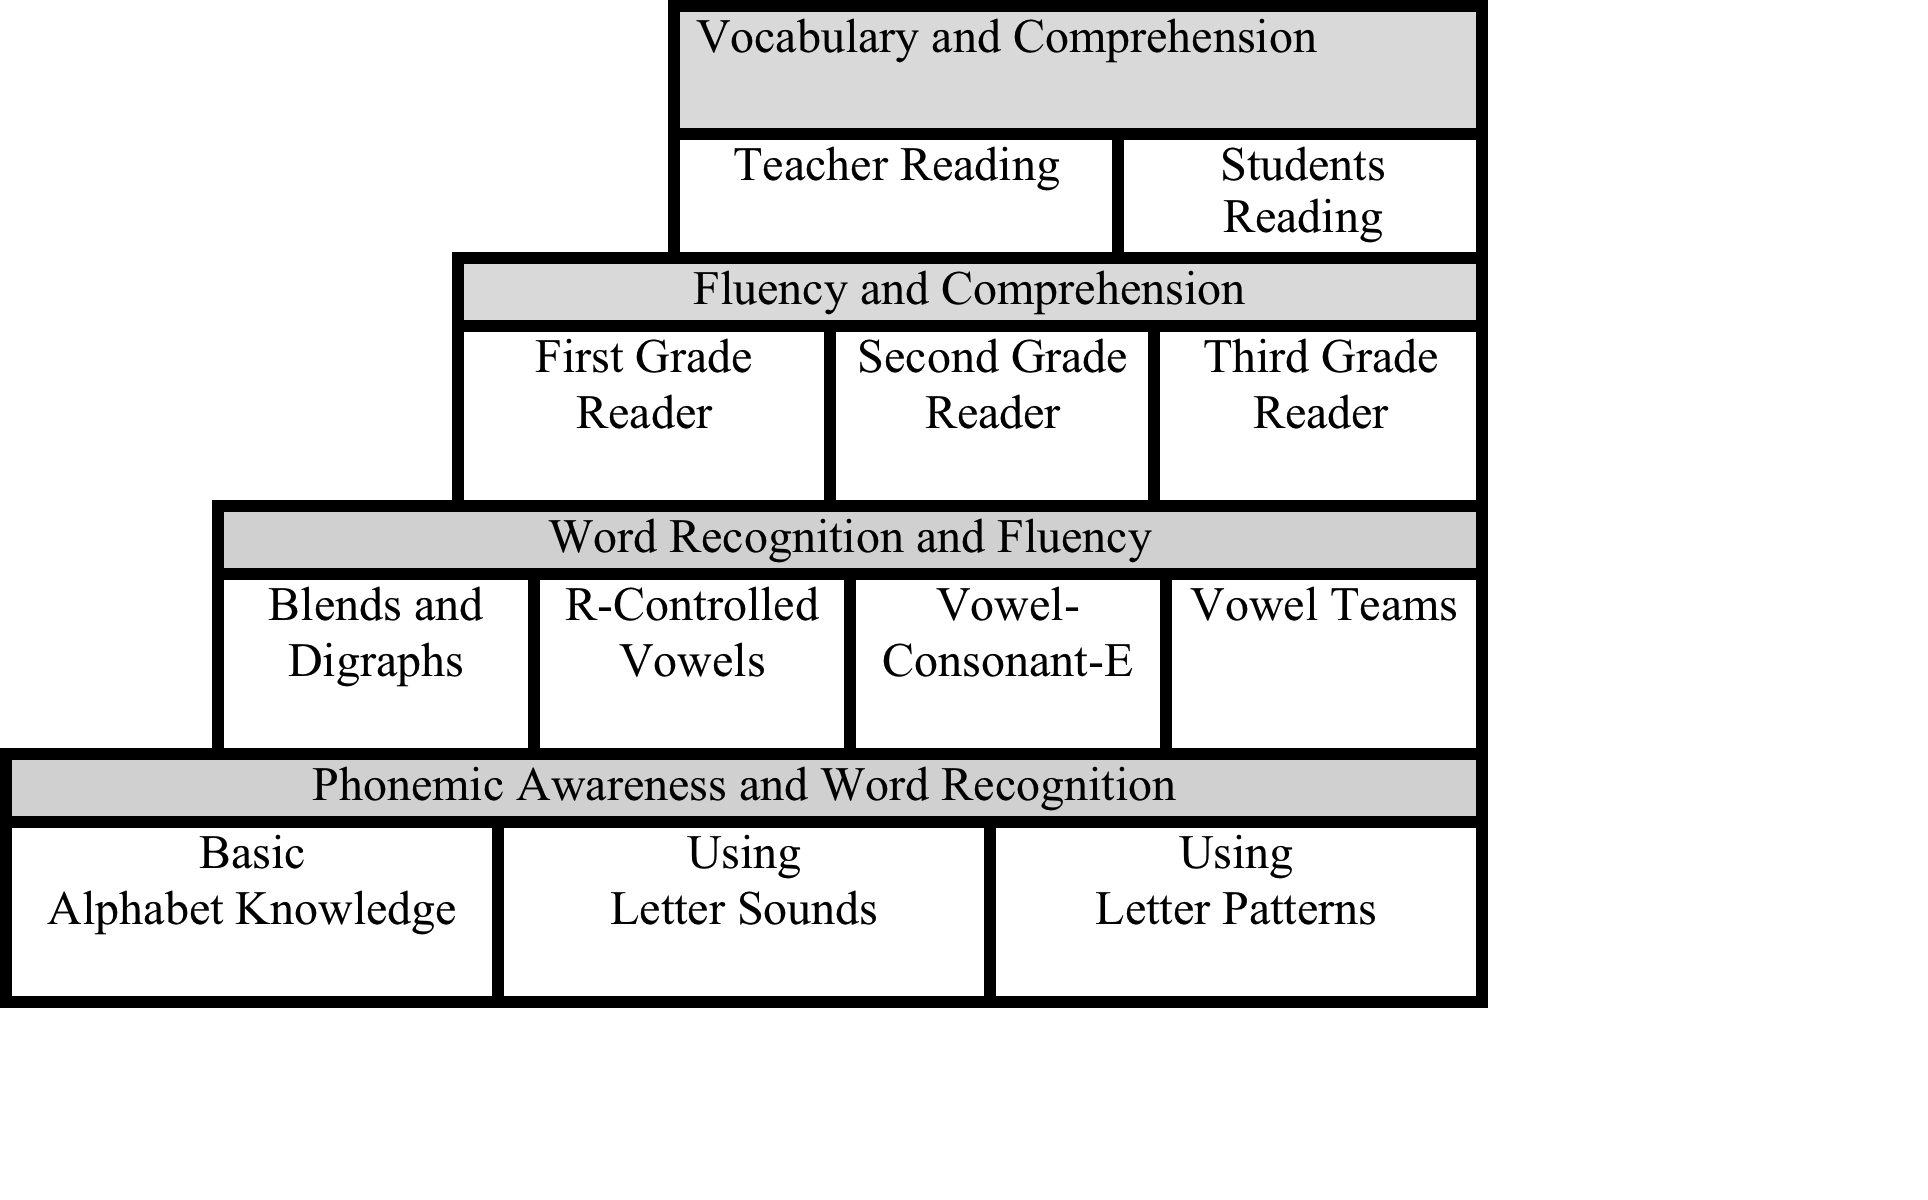 Vocabulary and Comprehension
Teacher Reading
Students
Reading
Fluency and Comprehension
First Grade
Reader
Second Grade
Reader
Third Grade
Reader
Word Recognition and Fluency
Blends and
Digraphs
R-Controlled
Vowels
Vowel-
Consonant-E
Vowel Teams
Phonemic Awareness and Word Recognition
Basic
Alphabet Knowledge
Using
Letter Sounds
Using
Letter Patterns